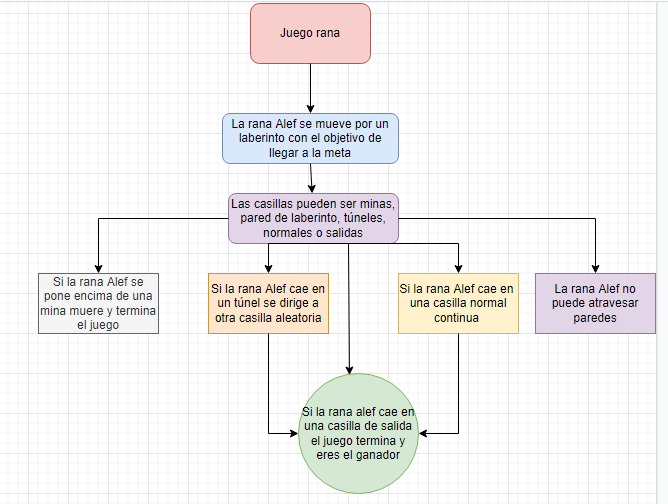 Juego rana
La rana Alef se mueve por un
laberinto con el objetivo de
llegar a la meta
Las casillas pueden ser minas,
pared de laberinto, túneles,
normales o salidas
Si la rana Alef se
pone encima de una
mina muere y termina
el juego
Si la rana Alef cae en
un túnel se dirige a
otra casilla aleatoria
Si la rana Alef cae en
una casilla normal
continua
La rana Alef no
puede atravesar
paredes
Si la rana alef cae en
una casilla de salida
el juego termina y
eres el ganador